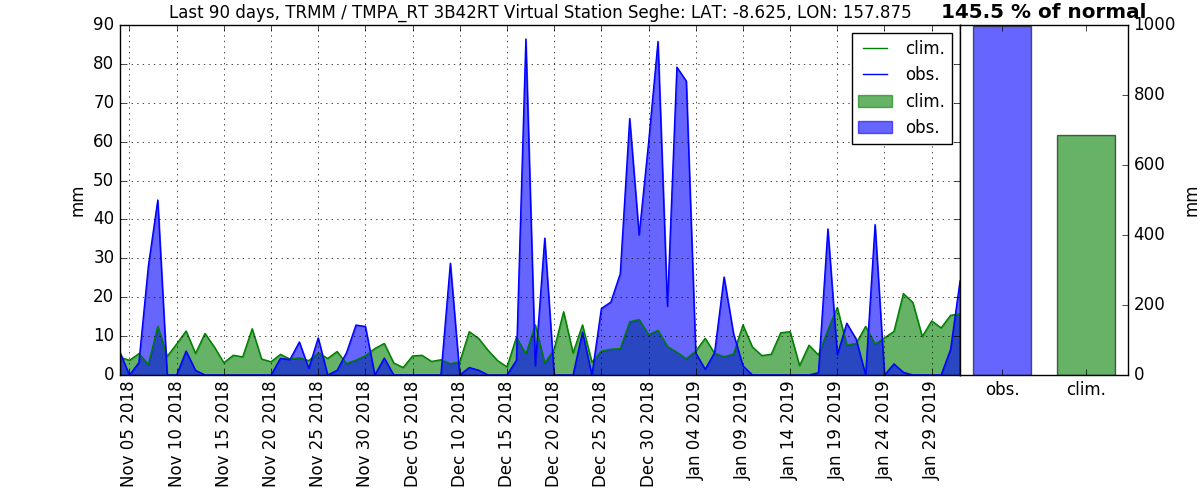 Last 90 days, TRMM / TMPA_RT 3B42RT Virtual Station Seghe: LAT: -8.625, LON: 157.875
145.5 % of normal
90
80
70
60
50
40
30
20
10
0
mm
clim.
obs.
clim.
obs.
Nov 05 2018
Nov 10 2018
Nov 15 2018
Nov 20 2018
Nov 25 2018
Nov 30 2018
Dec 05 2018
Dec 10 2018
Dec 15 2018
Dec 20 2018
Dec 25 2018
Dec 30 2018
Jan 04 2019
Jan 09 2019
Jan 14 2019
Jan 19 2019
Jan 24 2019
Jan 29 2019
1000
800
600
400
200
0
mm
obs.
clim.